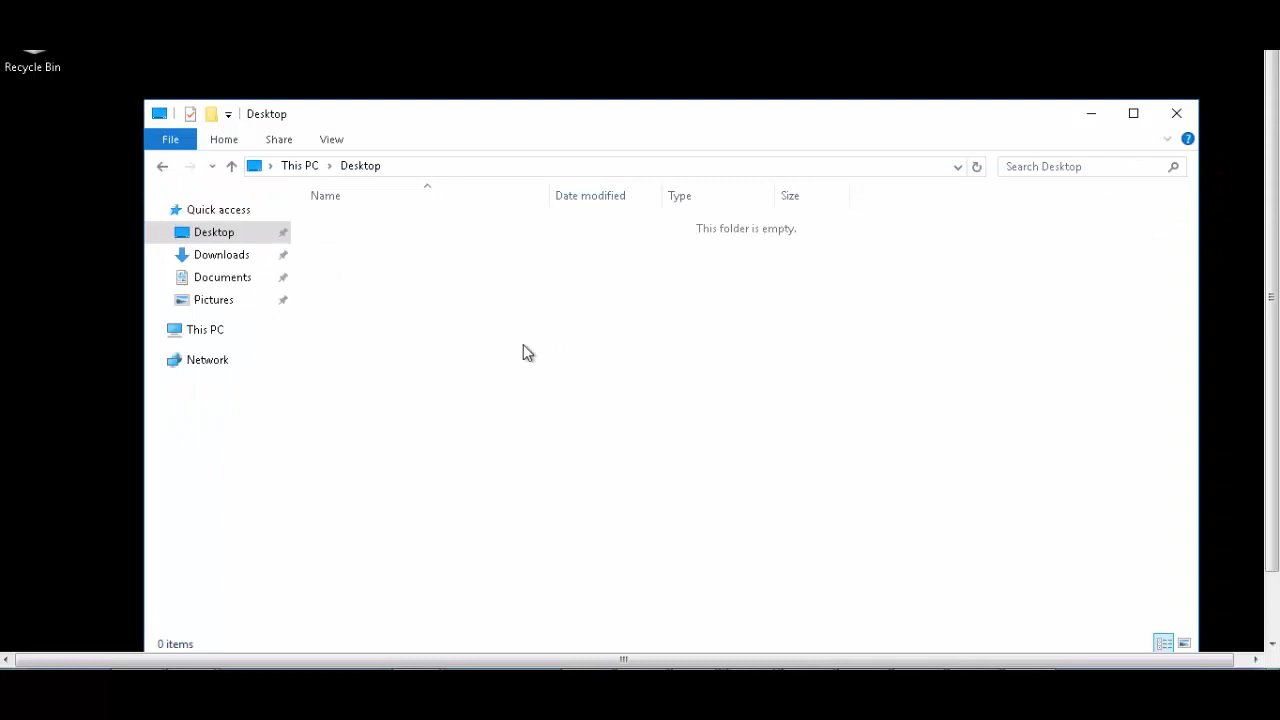 Recycle Bin
Desktop
File Home Share View
This PC Desktop
Search Desktop
Name Date modified Type Size
Quick access
This folder is empty.
Desktop
Downloads
Documents
Pictures
This PC
Network
0 items